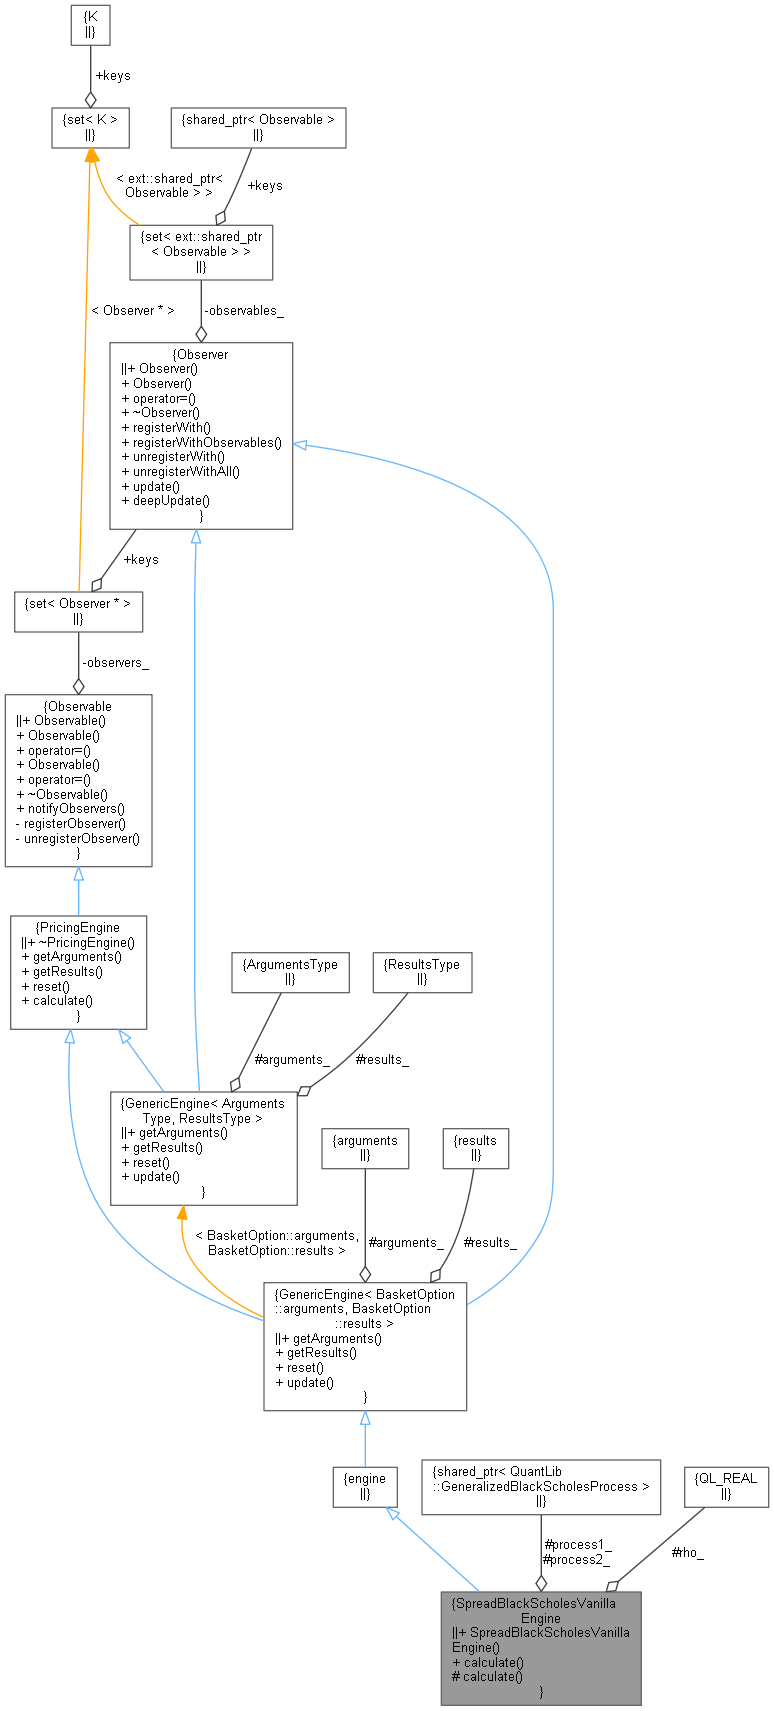 {K
||}
+keys
{set< K >
||}
{shared_ptr< Observable >
||}
< ext::shared_ptr<
Observable > >
+keys
{set< ext::shared_ptr
< Observable > >
||}
< Observer * >
-observables_
{Observer
||+ Observer()
+ Observer()
+ operator=()
+ ~Observer()
+ registerWith()
+ registerWithObservables()
+ unregisterWith()
+ unregisterWithAll()
+ update()
+ deepUpdate()
}
+keys
{set< Observer * >
||}
-observers_
{Observable
||+ Observable()
+ Observable()
+ operator=()
+ Observable()
+ operator=()
+ ~Observable()
+ notifyObservers()
- registerObserver()
- unregisterObserver()
}
{PricingEngine
||+ ~PricingEngine()
+ getArguments()
+ getResults()
+ reset()
+ calculate()
}
{ArgumentsType
||}
{ResultsType
||}
#arguments_
#results_
{GenericEngine< Arguments
Type, ResultsType >
||+ getArguments()
+ getResults()
+ reset()
+ update()
}
{arguments
||}
{results
||}
< BasketOption::arguments,
BasketOption::results >
#arguments_
#results_
{GenericEngine< BasketOption
::arguments, BasketOption
::results >
||+ getArguments()
+ getResults()
+ reset()
+ update()
}
{engine
||}
{shared_ptr< QuantLib
::GeneralizedBlackScholesProcess >
||}
{QL_REAL
||}
#process1_
#process2_
#rho_
{SpreadBlackScholesVanilla
Engine
||+ SpreadBlackScholesVanilla
Engine()
+ calculate()
# calculate()
}